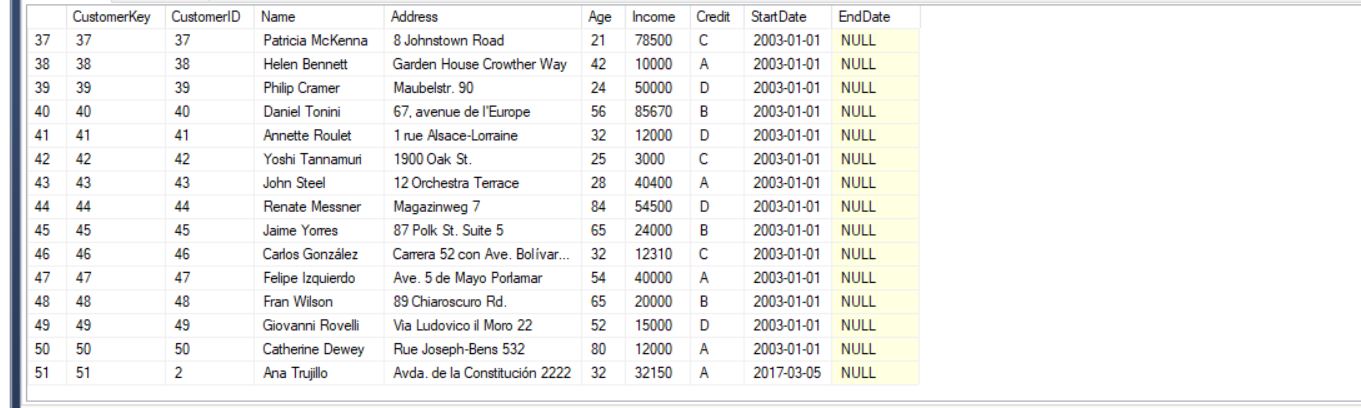 CustomerKey CustomerID Name Address Age Income Credit StartDate EndDate
37 37 37 Patricia McKenna 8 Johnstown Road 21 78500 C 2003-01-01 NULL
38 38 38 Helen Bennett Garden House Crowther Way 42 10000 A 2003-01-01 NULL
39 39 39 Philip Cramer Maubelstr. 90 24 50000 D 2003-01-01 NULL
40 40 40 Daniel Tonini 67, avenue de l'Europe 56 85670 B 2003-01-01 NULL
41 41 41 Annette Roulet 1 rue Alsace-Lorraine 32 12000 D 2003-01-01 NULL
42 42 42 Yoshi Tannamuri 1900 Oak St. 25 3000 C 2003-01-01 NULL
43 43 43 John Steel 12 Orchestra Terrace 28 40400 A 2003-01-01 NULL
44 44 44 Renate Messner Magazinweg 7 84 54500 D 2003-01-01 NULL
45 45 45 Jaime Yorres 87 Polk St. Suite 5 65 24000 B 2003-01-01 NULL
46 46 46 Carlos González Carrera 52 con Ave. Bolívar... 32 12310 C 2003-01-01 NULL
47 47 47 Felipe Izquierdo Ave. 5 de Mayo Porlamar 54 40000 A 2003-01-01 NULL
48 48 48 Fran Wilson 89 Chiaroscuro Rd. 65 20000 B 2003-01-01 NULL
49 49 49 Giovanni Rovelli Via Ludovico il Moro 22 52 15000 D 2003-01-01 NULL
50 50 50 Catherine Dewey Rue Joseph-Bens 532 80 12000 A 2003-01-01 NULL
51 51 2 Ana Trujillo Avda. de la Constitución 2222 32 32150 A 2017-03-05 NULL